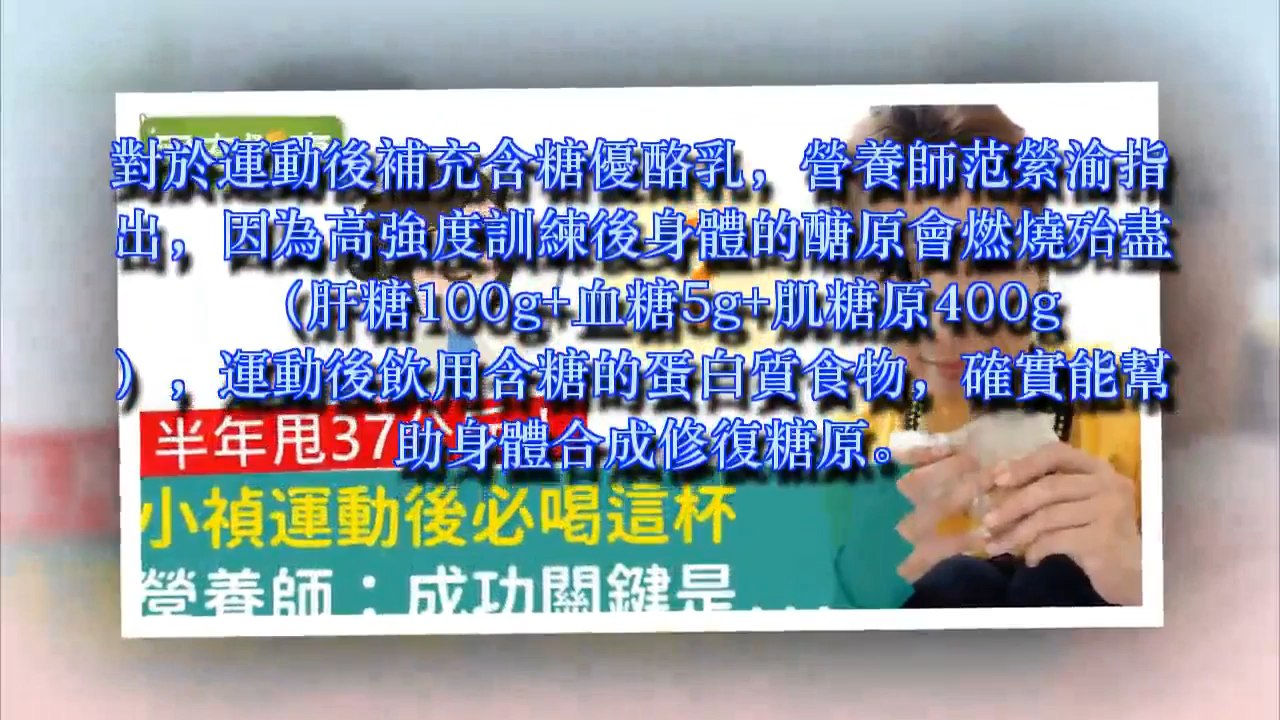 對於運動後補充含糖優酪乳，營養師范縈渝指
出，因為高強度訓練後身體的醣原會燃燒殆盡
（肝糖100g+血糖5g+肌糖原400g
），運動後飲用含糖的蛋白質食物，確實能幫
助身體合成修復糖原。
半年甩37公斤
小禎運動後必喝這杯
營養師：成功關鍵是...